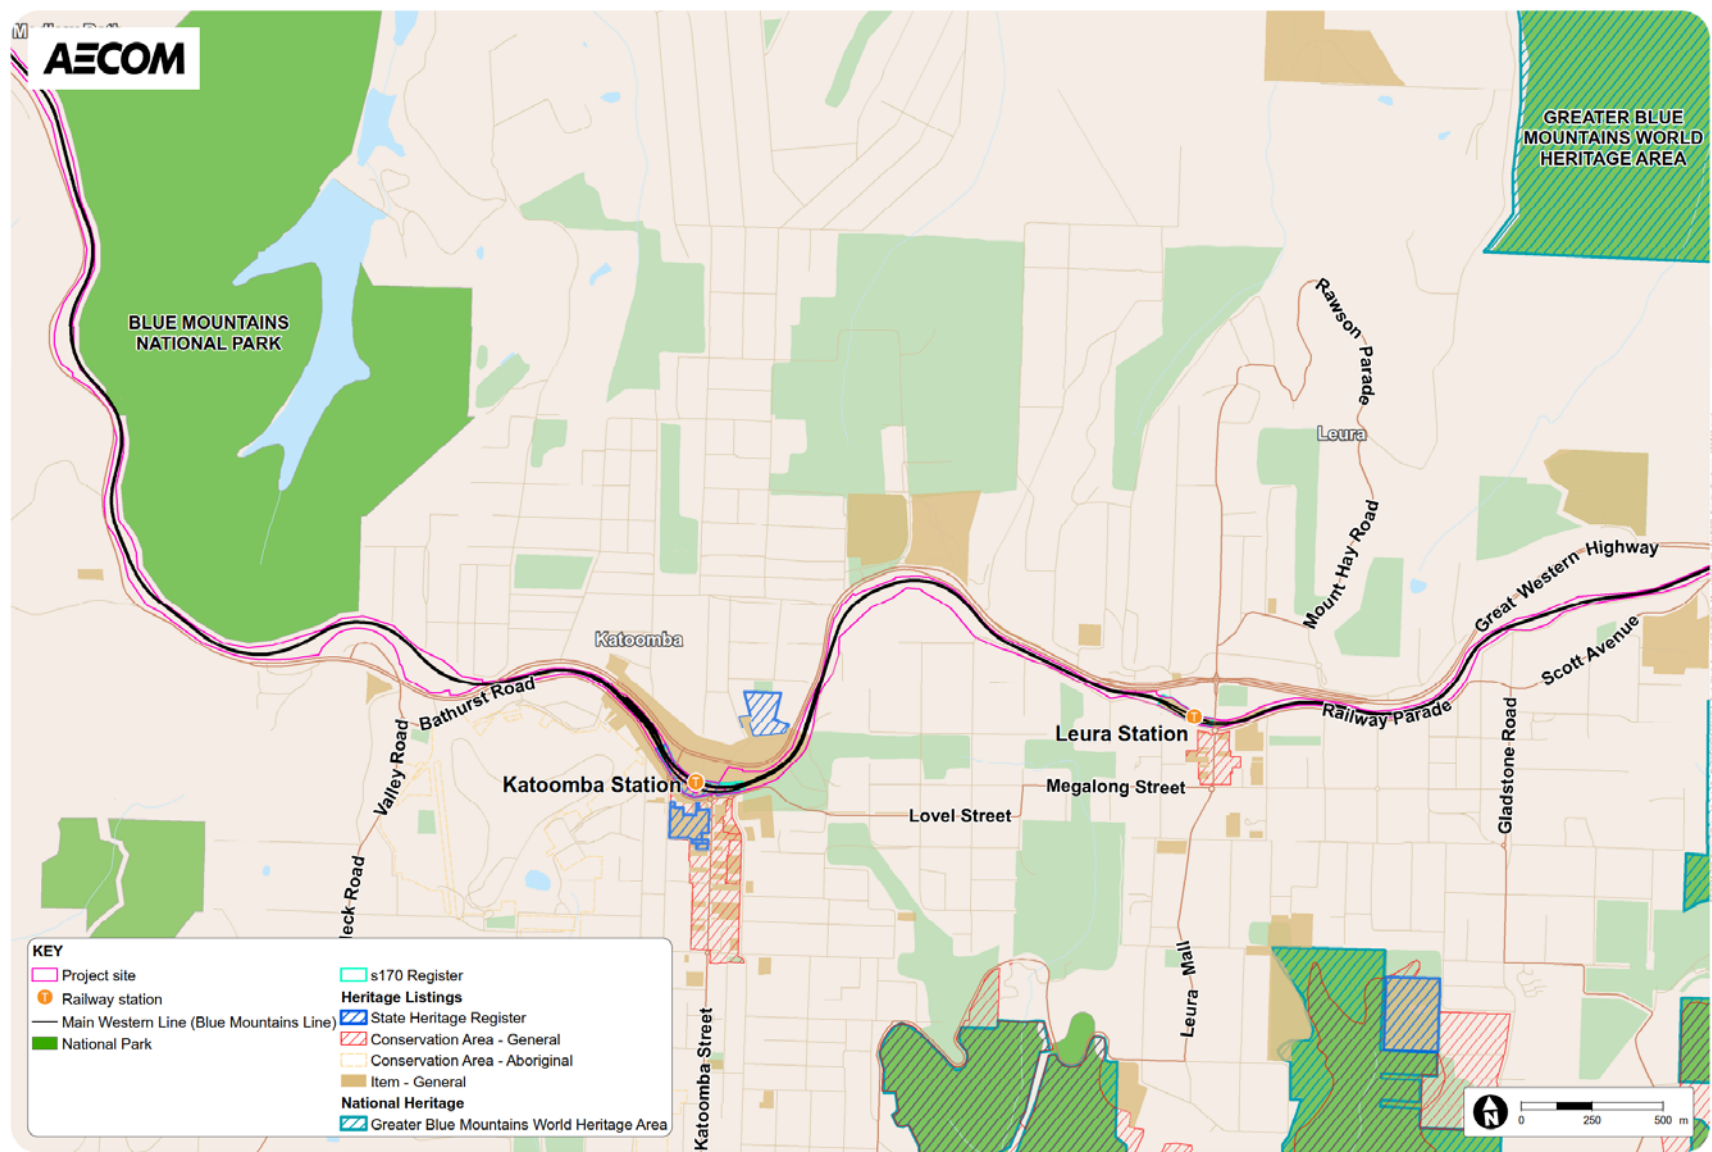 AECOM
GREATER BLUE
MOUNTAINS WORLD
HERITAGE AREA
BLUE MOUNTAINS
NATIONAL PARK
Rawson Parade
Leura
Mount Hay Road
Great Western Highway
Scott Avenue
Katoomba
Bathurst Road
Valley Road
Railway Parade
Gladstone Road
Leura Station
Katoomba Station
Megalong Street
Lovel Street
Leura Mall
Katoomba Street
Road
KEY
Project site
Railway station
Main Western Line (Blue Mountains Line)
National Park
s170 Register
Heritage Listings
State Heritage Register
Conservation Area - General
Conservation Area - Aboriginal
Item - General
National Heritage
Greater Blue Mountains World Heritage Area
N
0 250 500 m
T
T
T